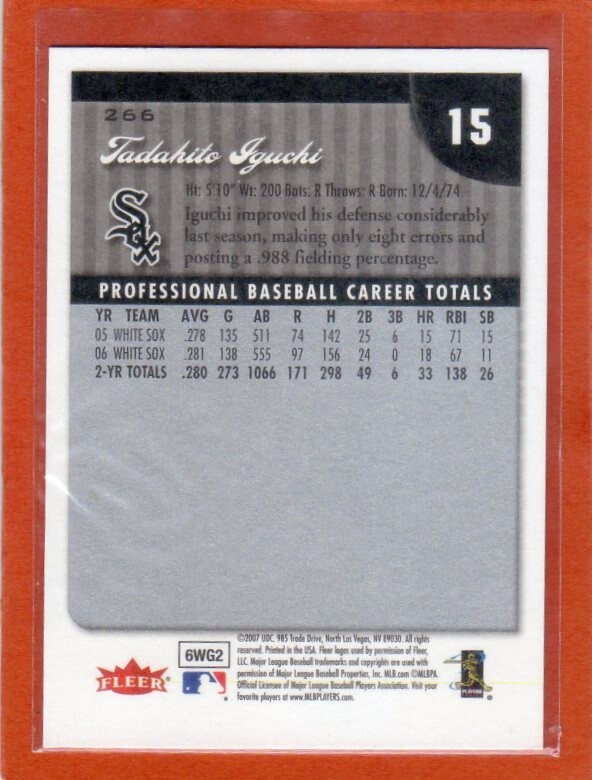 266
15
Tadahito Iguchi
Ht: 5'10" Wt: 200 Bats: R Throws: R Born: 12/4/74
Sox
Iguchi improved his defense considerably
last season, making only eight errors and
posting a .988 fielding percentage.
PROFESSIONAL BASEBALL CAREER TOTALS
YR TEAM AVG G AB R H 2B 3B HR RBI SB
05 WHITE SOX .278 135 511 74 142 25 6 15 71 15
06 WHITE SOX .281 138 555 97 156 24 0 18 67 11
2-YR TOTALS .280 273 1066 171 298 49 6 33 138 26
©2007 UDC. 985 Trade Drive, North Las Vegas, NV 89030. All rights
reserved. Printed in the USA. Fleer logos used by permission of Fleer,
LLC. Major League Baseball trademarks and copyrights are used with
permission of Major League Baseball Properties, Inc. MLB.com ©MLBPA.
Official Licensee of Major League Baseball Players Association. Visit your
favorite players at www.MLBPLAYERS.com
6WG2
FLEER
PLAYERS